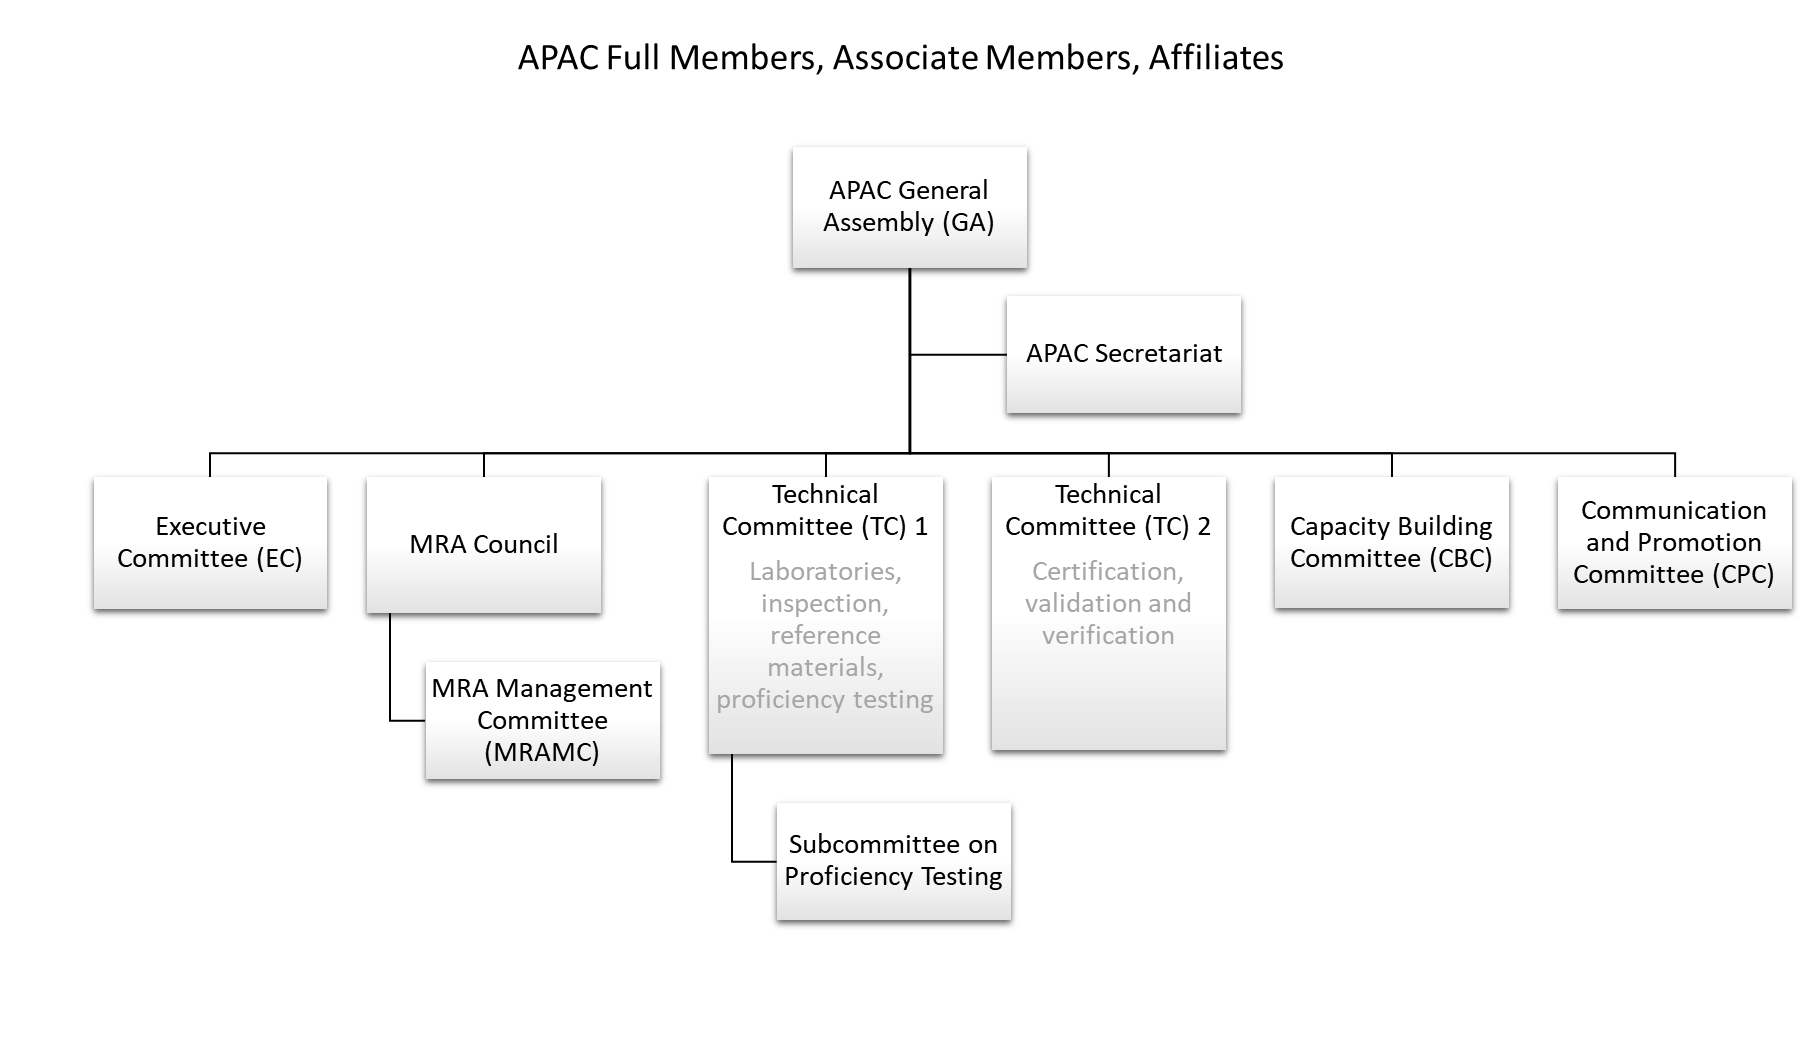 APAC Full Members, Associate Members, Affiliates
APAC General
Assembly (GA)
APAC Secretariat
Executive
Committee (EC)
MRA Council
MRA Management
Committee
(MRAMC)
Technical
Committee (TC) 1
Laboratories,
inspection,
reference
materials,
proficiency testing
Subcommittee on
Proficiency Testing
Technical
Committee (TC) 2
Certification,
validation and
verification
Capacity Building
Committee (CBC)
Communication
and Promotion
Committee (CPC)